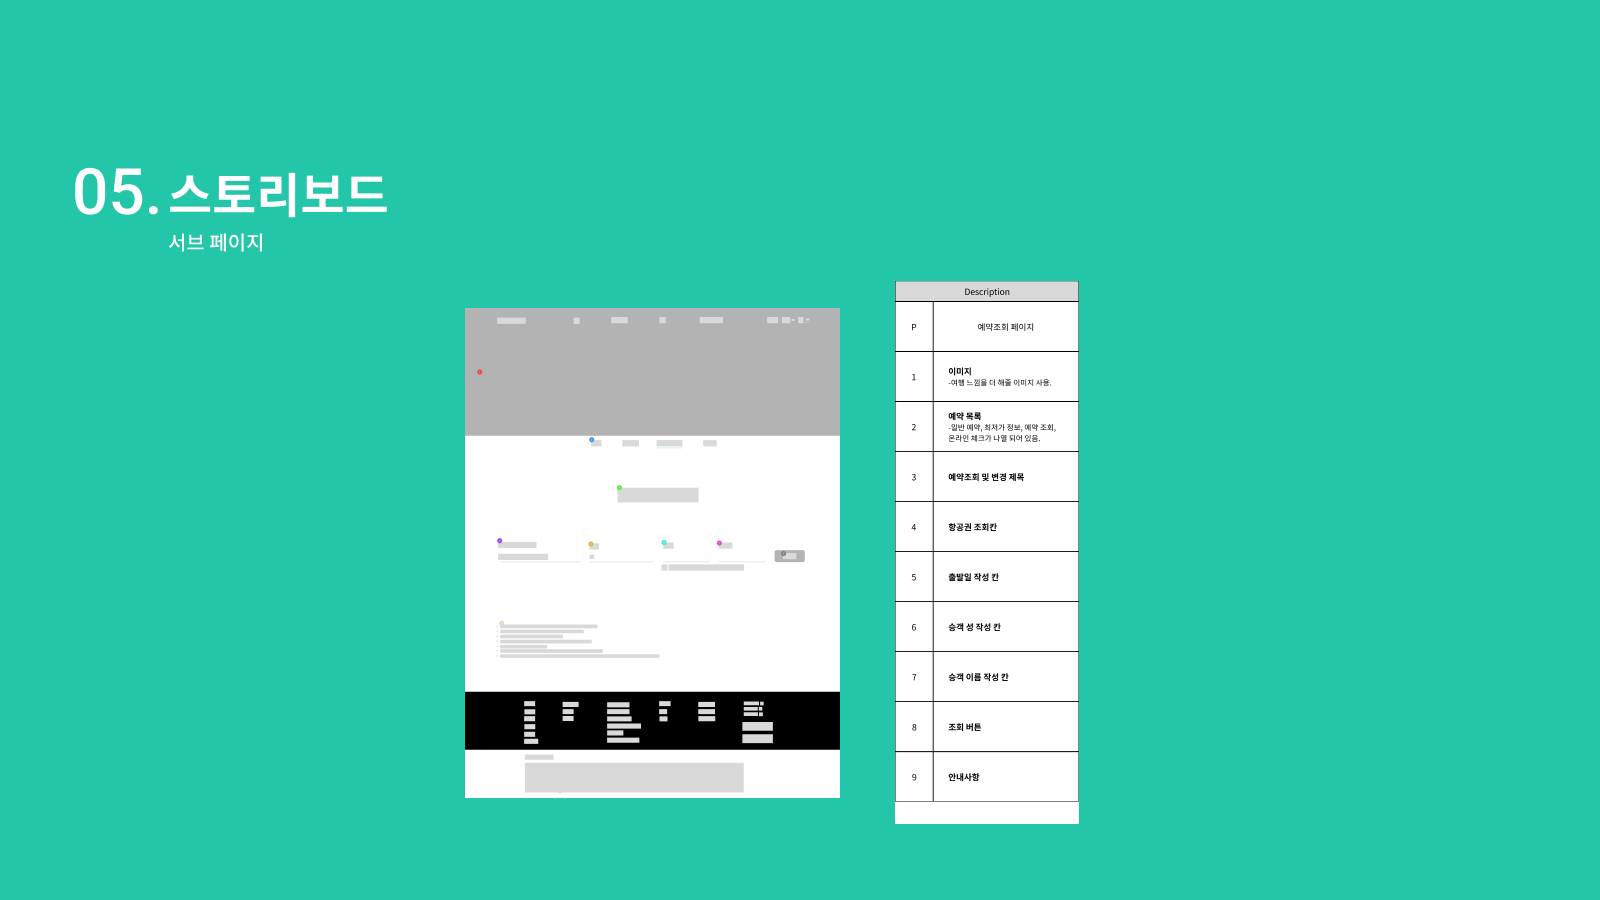 05. 스토리보드
서브 페이지
Description
P
예약조회 페이지
1
이미지
-여행 느낌을 더 해줄 이미지 사용.
2
예약 목록
-일반 예약, 최저가 정보, 예약 조회,
온라인 체크가 나열 되어 있음.
3
예약조회 및 변경 제목
4
항공권 조회칸
5
출발일 작성 칸
6
승객 성 작성 칸
7
승객 이름 작성 칸
8
조회 버튼
9
안내사항